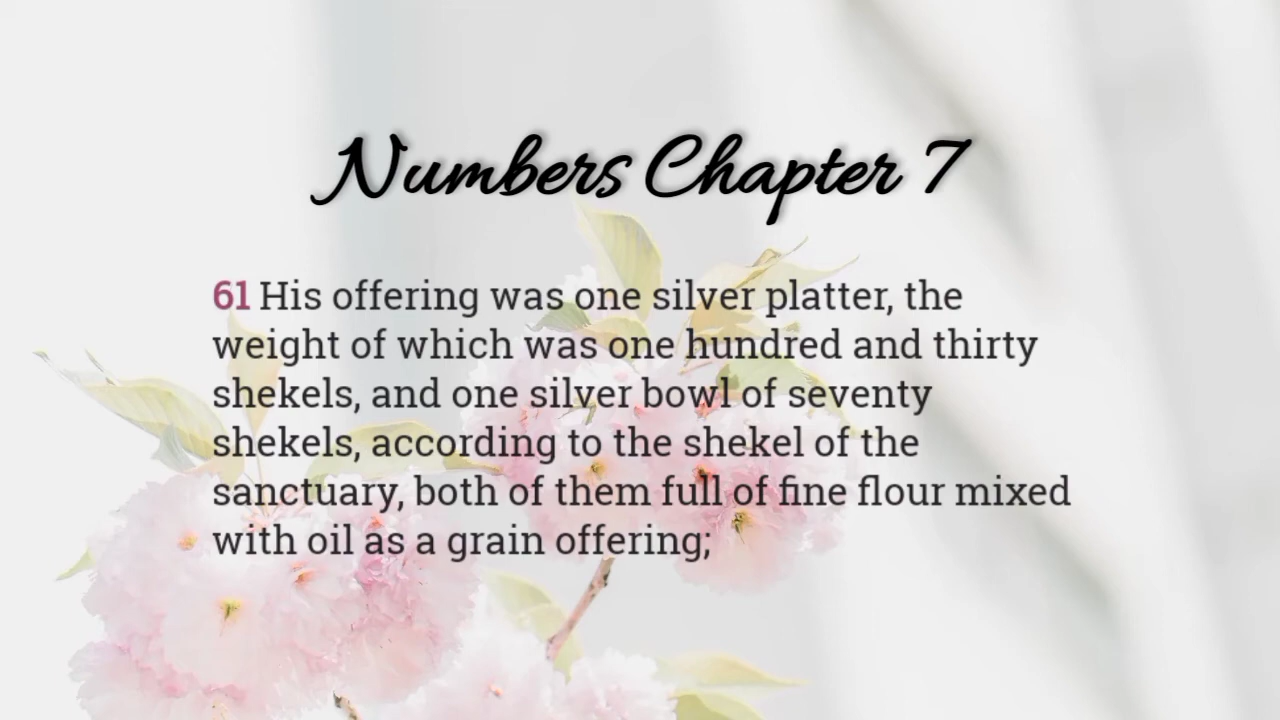 Numbers Chapter 7
61 His offering was one silver platter, the
weight of which was one hundred and thirty
shekels, and one silver bowl of seventy
shekels, according to the shekel of the
sanctuary, both of them full of fine flour mixed
with oil as a grain offering;